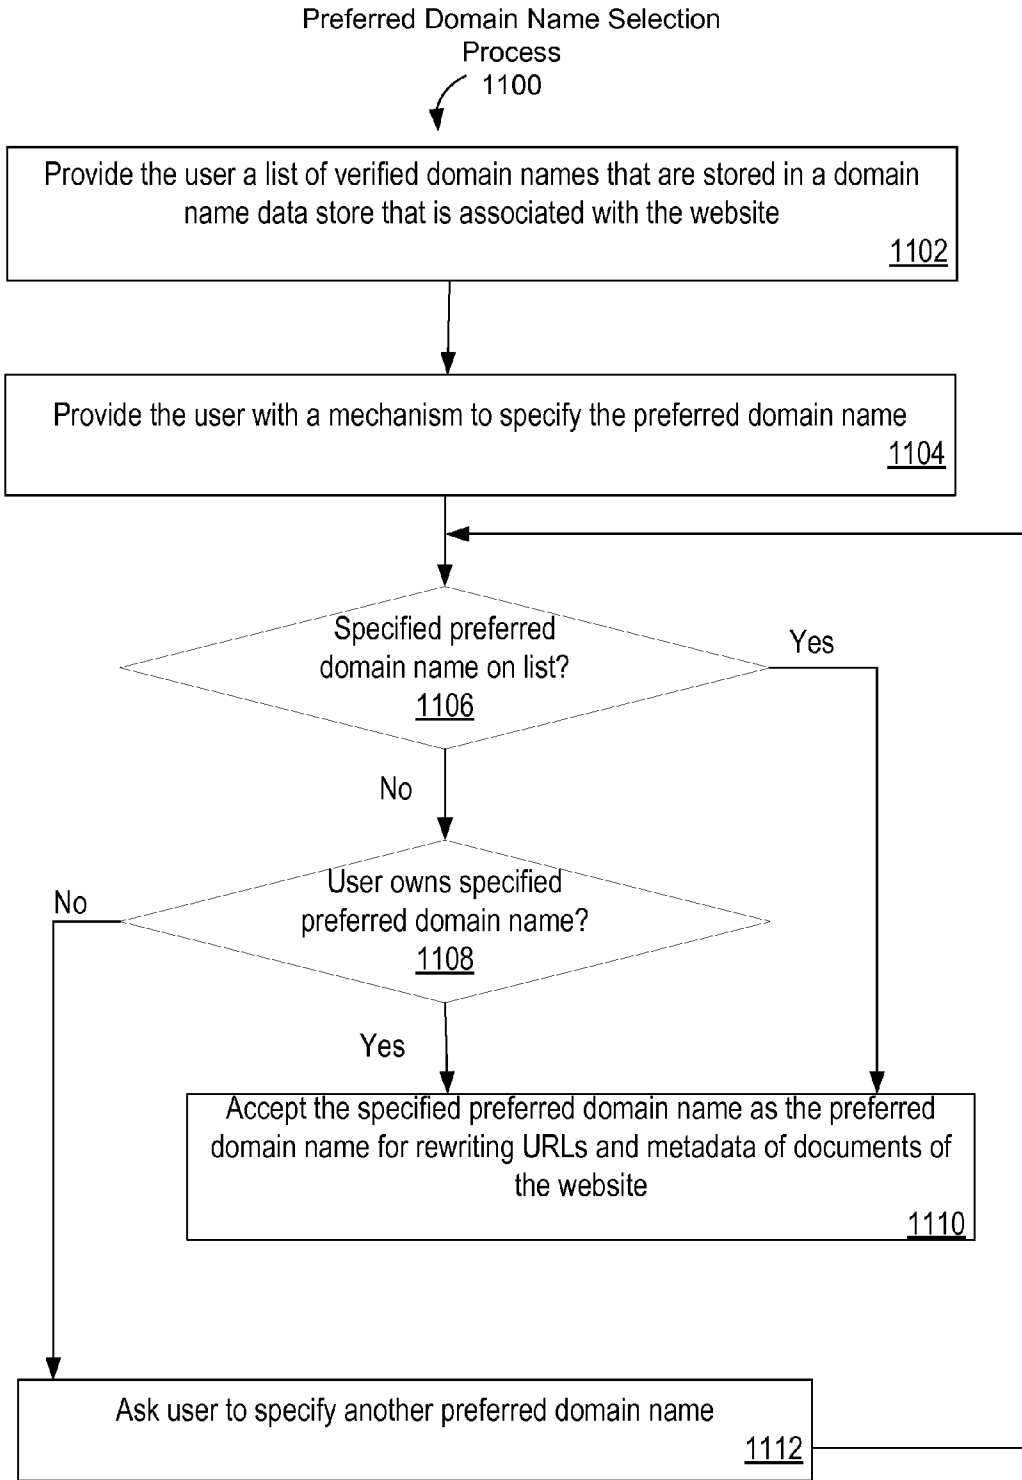 Preferred Domain Name Selection
Process
1100
Provide the user a list of verified domain names that are stored in a domain
name data store that is associated with the website
1102
Provide the user with a mechanism to specify the preferred domain name
1104
Specified preferred
domain name on list?
1106
Yes
No
User owns specified
preferred domain name?
1108
No
Yes
Accept the specified preferred domain name as the preferred
domain name for rewriting URLs and metadata of documents of
the website
1110
Ask user to specify another preferred domain name
1112